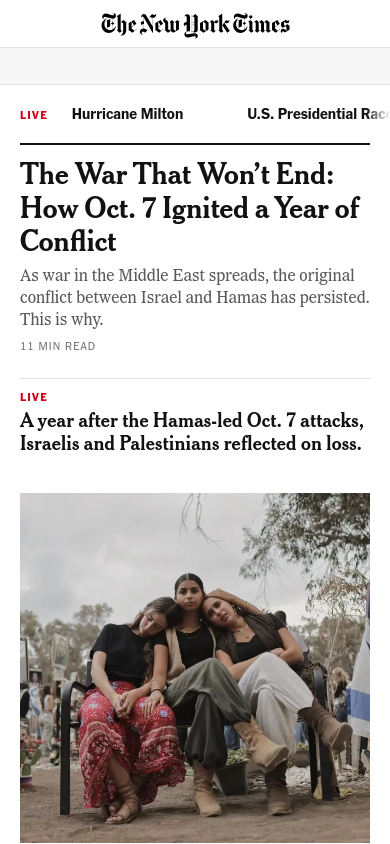 The New York Times
LIVE Hurricane Milton U.S. Presidential Race
The War That Won’t End:
How Oct. 7 Ignited a Year of
Conflict
As war in the Middle East spreads, the original
conflict between Israel and Hamas has persisted.
This is why.
11 MIN READ
LIVE
A year after the Hamas-led Oct. 7 attacks,
Israelis and Palestinians reflected on loss.